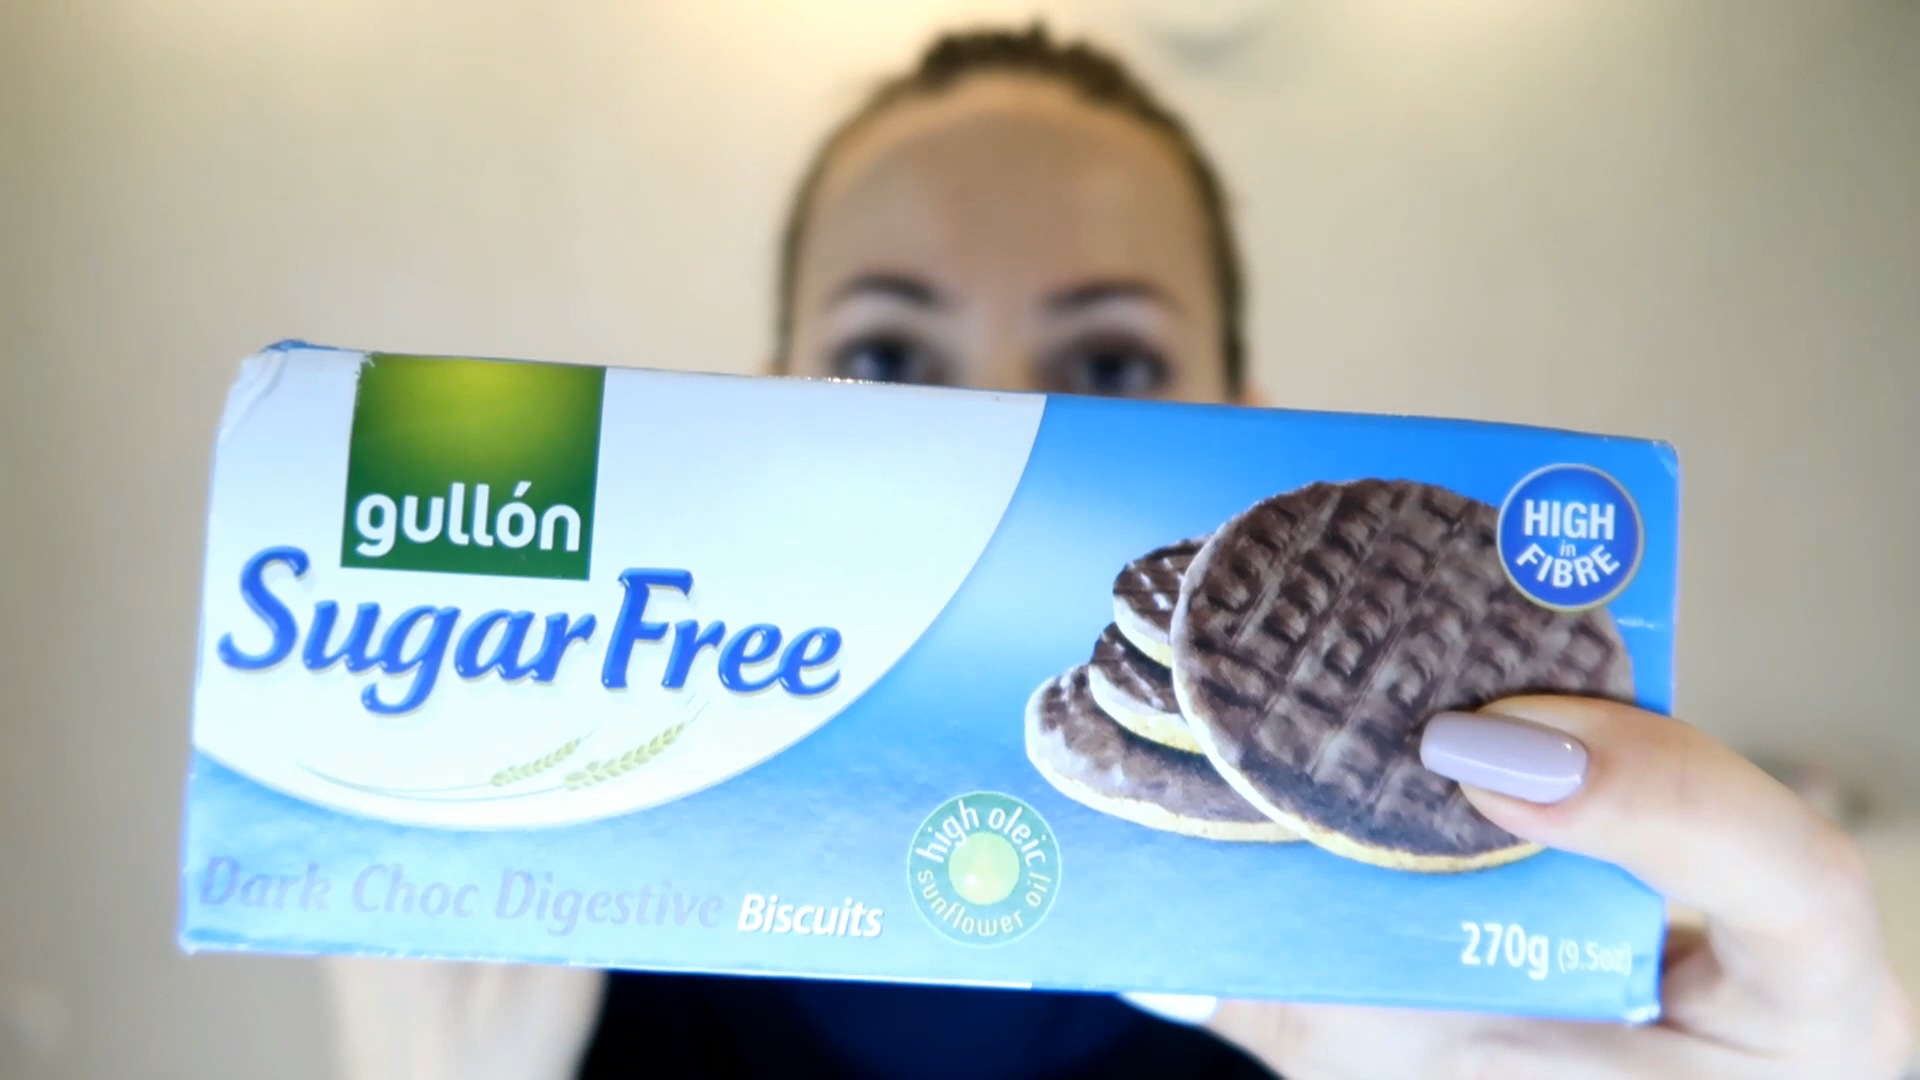 gullón
Sugar Free
Dark Choc Digestive Biscuits
high oleic
sunflower oil
HIGH
in
FIBRE
270g (9.5oz)